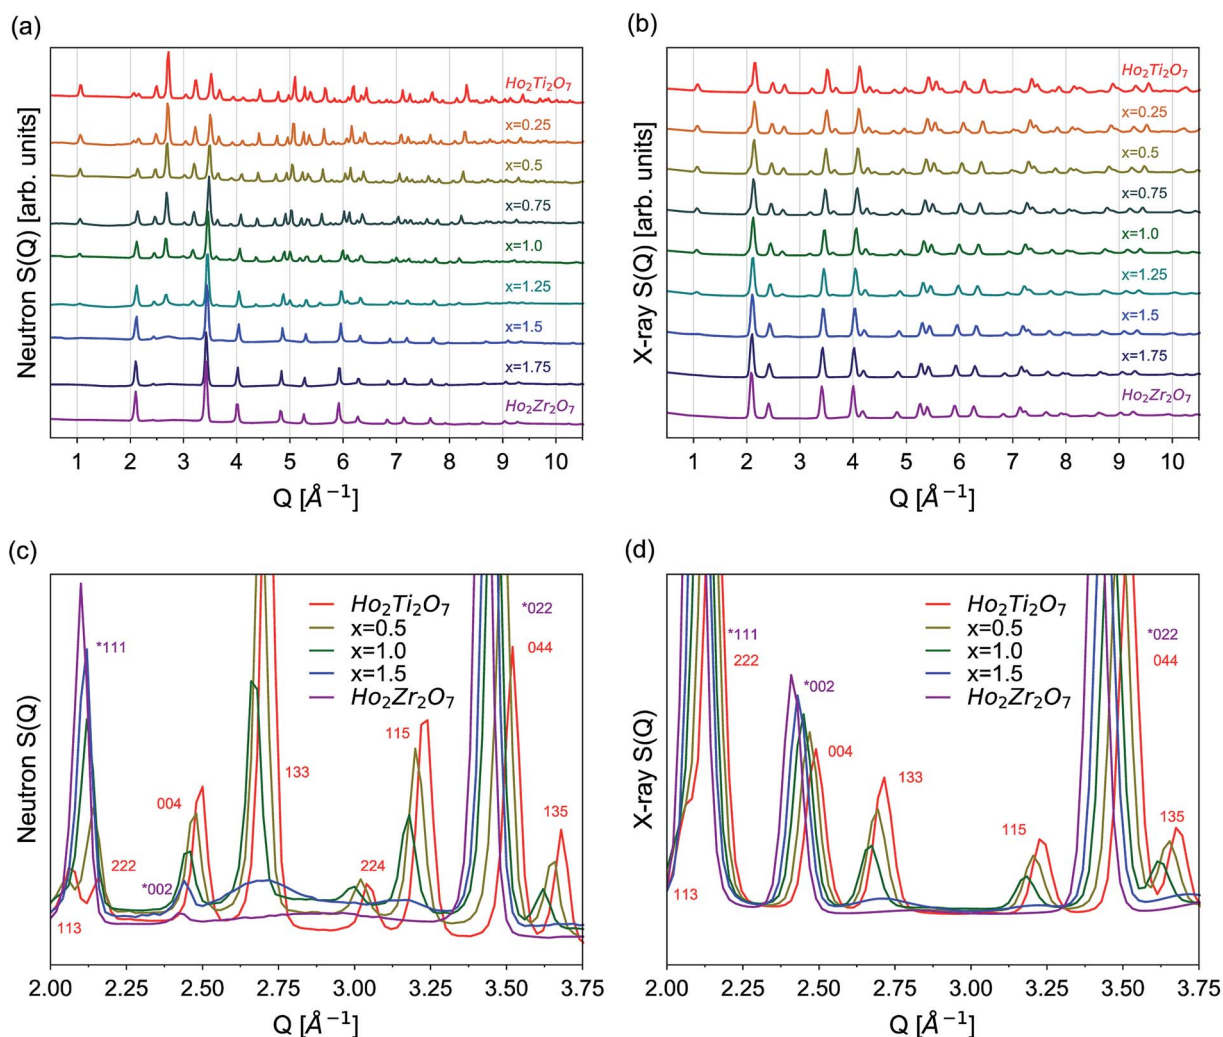 (a)
Neutron S(Q) [arb. units]
Ho₂Ti₂O₇
x=0.25
x=0.5
x=0.75
x=1.0
x=1.25
x=1.5
x=1.75
Ho₂Zr₂O₇
1 2 3 4 5 6 7 8 9 10
Q [Å⁻¹]
(b)
X-ray S(Q) [arb. units]
Ho₂Ti₂O₇
x=0.25
x=0.5
x=0.75
x=1.0
x=1.25
x=1.5
x=1.75
Ho₂Zr₂O₇
1 2 3 4 5 6 7 8 9 10
Q [Å⁻¹]
(c)
Neutron S(Q)
Ho₂Ti₂O₇
x=0.5
x=1.0
x=1.5
Ho₂Zr₂O₇
*111
*022
044
115
133
004
135
222
224
*002
113
2.00 2.25 2.50 2.75 3.00 3.25 3.50 3.75
Q [Å⁻¹]
(d)
X-ray S(Q)
Ho₂Ti₂O₇
x=0.5
x=1.0
x=1.5
Ho₂Zr₂O₇
*111
222
*022
044
*002
004
133
115
135
113
2.00 2.25 2.50 2.75 3.00 3.25 3.50 3.75
Q [Å⁻¹]